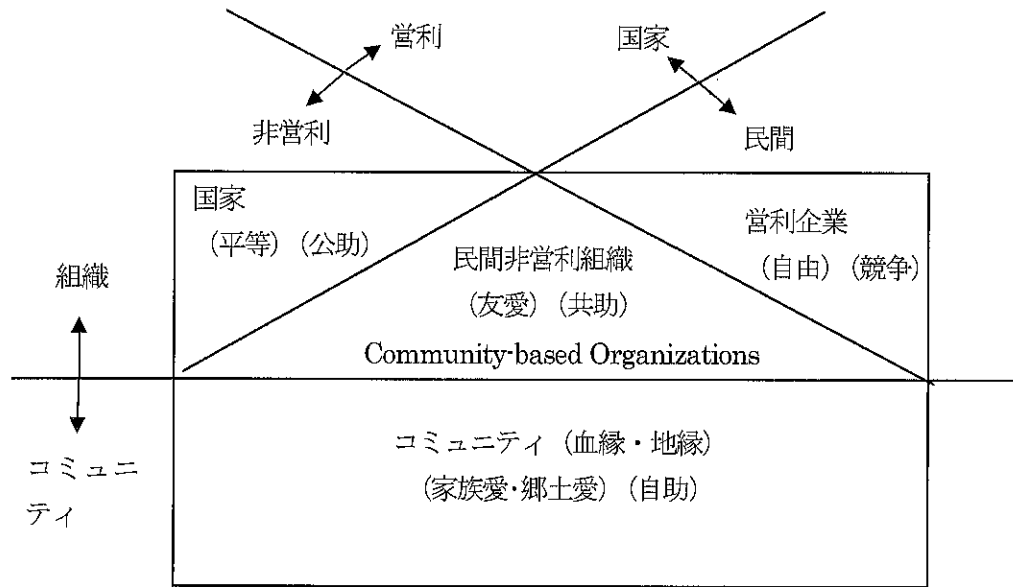 営利
国家
非営利
民間
国家
(平等)(公助)
営利企業
(自由)(競争)
民間非営利組織
(友愛)(共助)
Community-based Organizations
組織
コミュニ
ティ
コミュニティ(血縁・地縁)
(家族愛・郷土愛)(自助)